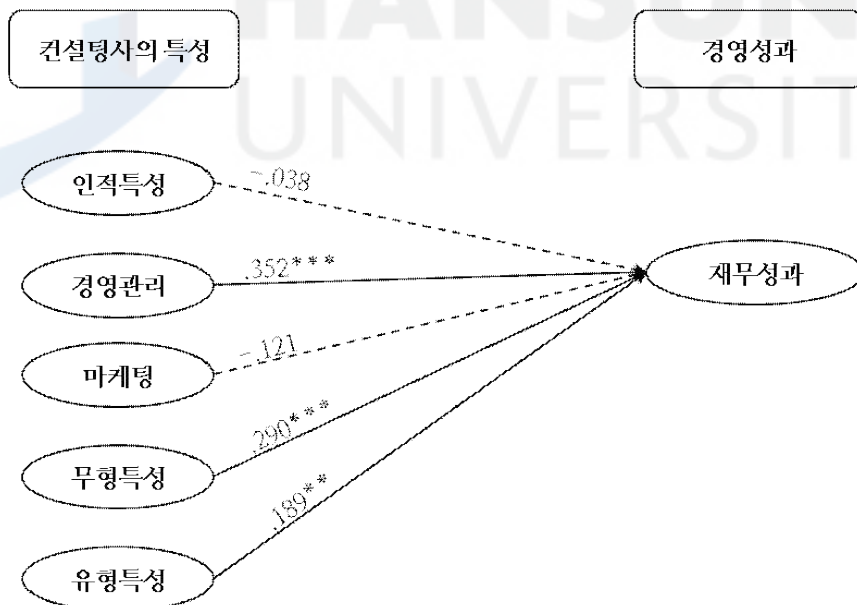 HANSUN
UNIVERSIT
컨설팅사의 특성
경영성과
인적특성
-.038
경영관리
.352***
재무성과
마케팅
-.121
무형특성
.290***
유형특성
.189**